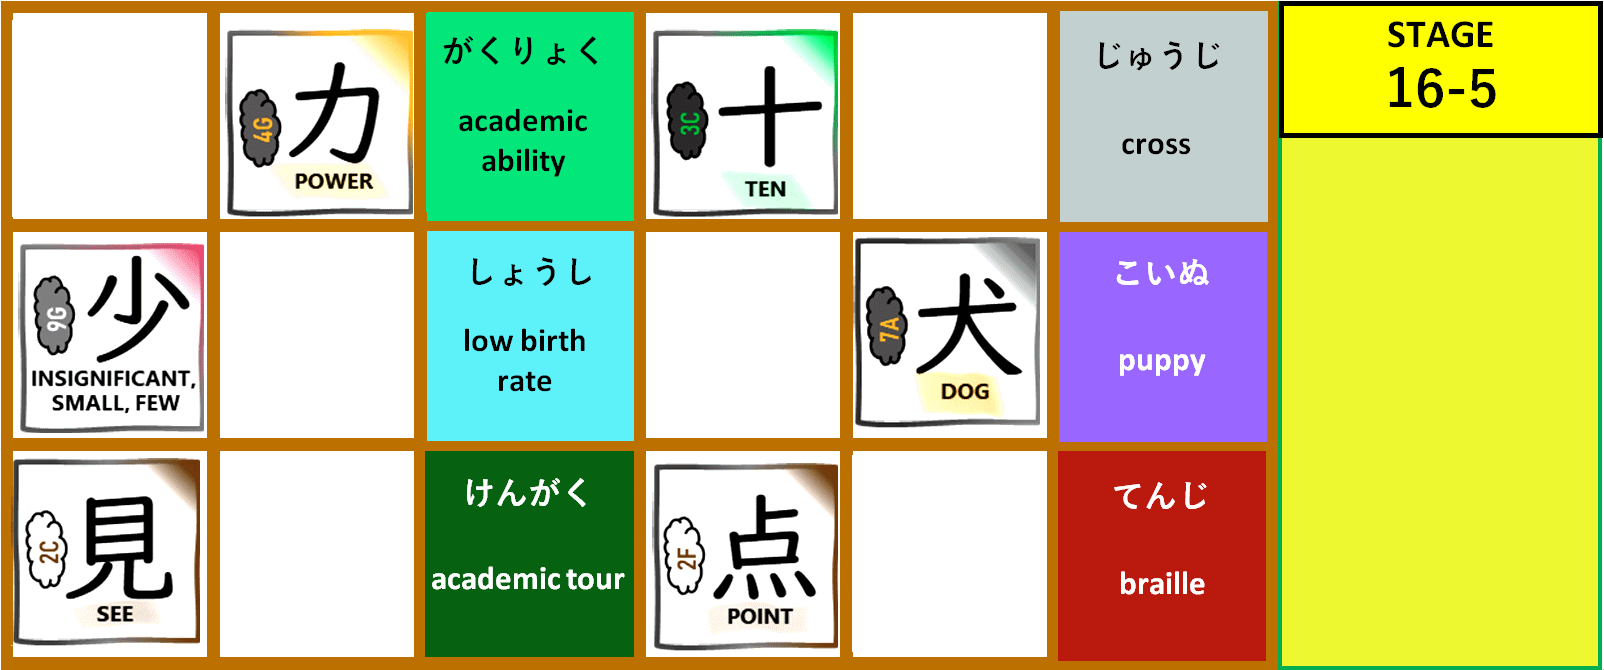 4G
力
POWER
がくりょく
academic
ability
3C
十
TEN
じゅうじ
cross
STAGE
16-5
9G
少
INSIGNIFICANT,
SMALL, FEW
しょうし
low birth
rate
7A
犬
DOG
こいぬ
puppy
2C
見
SEE
けんがく
academic tour
2F
点
POINT
てんじ
braille